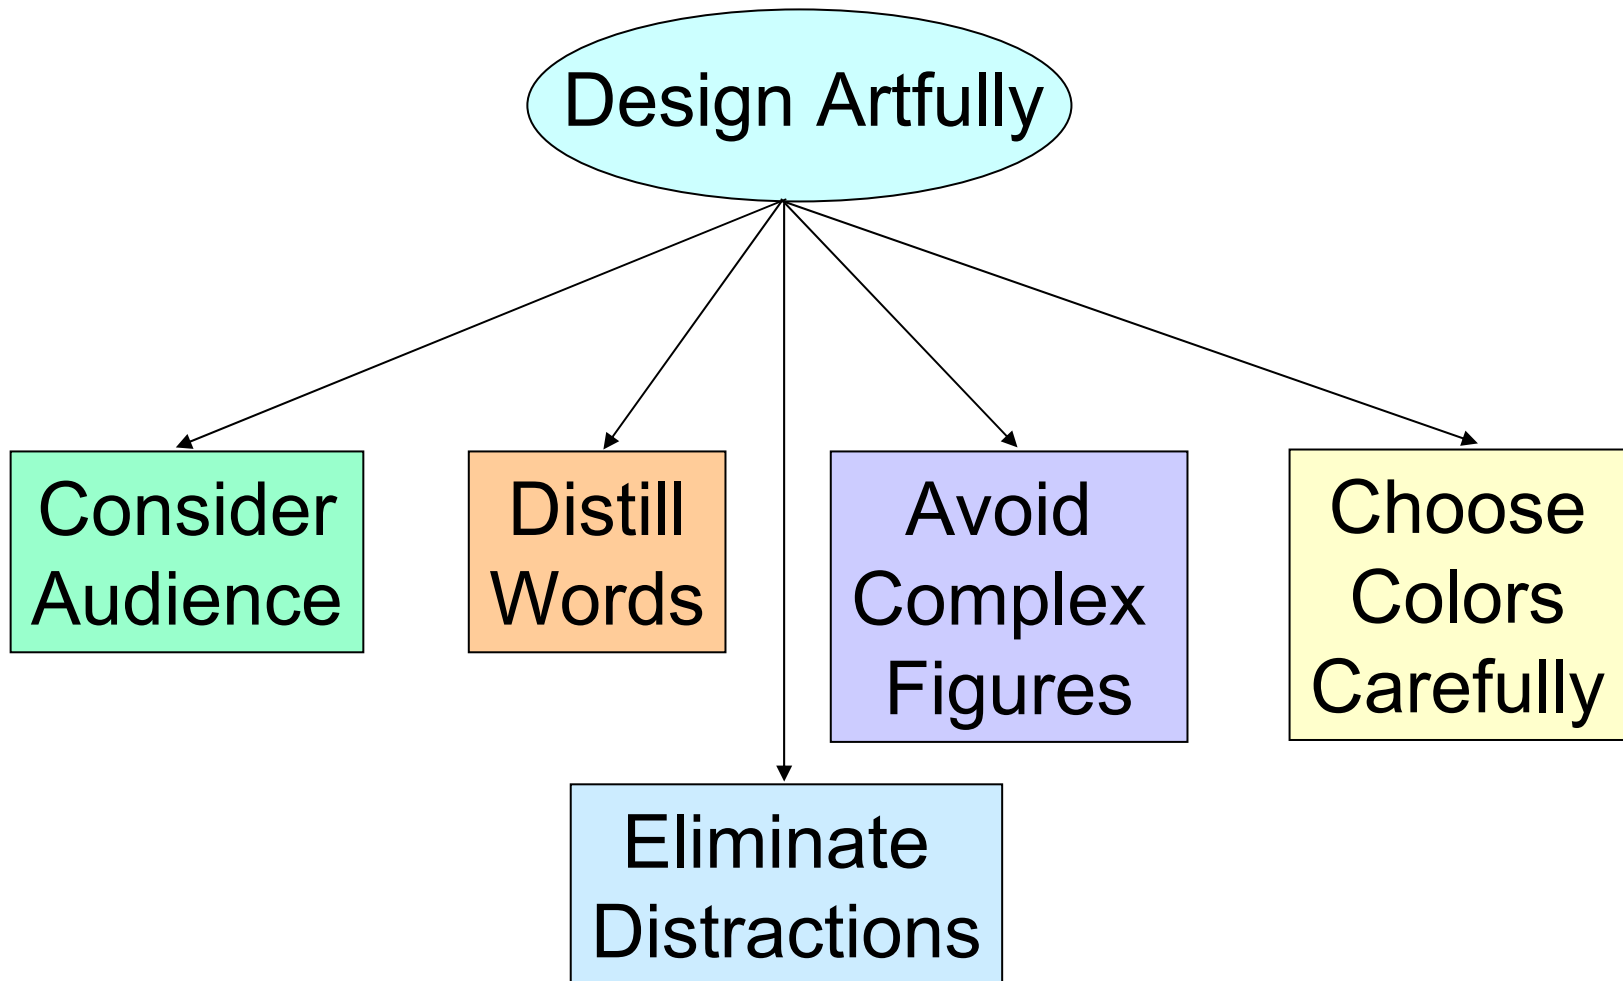 Design Artfully
Consider
Audience
Distill
Words
Avoid
Complex
Figures
Choose
Colors
Carefully
Eliminate
Distractions